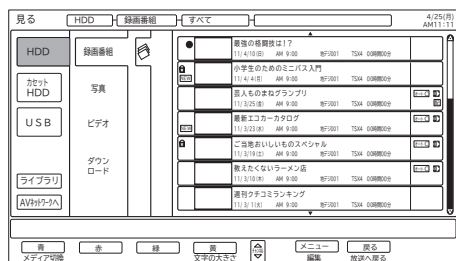 見る HDD 録画番組 すべて 4/25(月)
AM11:11
HDD 録画番組
カセット
HDD 写真
USB ビデオ
ダウン
ロード
ライブラリ
AVネットワークへ
最強の格闘技は!?
11/ 4/10(日) AM 9:00 地デジ001 TSX4 00時間00分
小学生のためのミニバス入門
NEW 11/ 4/ 4(月) AM 9:00 地デジ001 TSX4 00時間00分
芸人ものまねグランプリ
11/ 3/25(金) AM 9:00 地デジ001 TSX4 00時間00分
最新エコカーカタログ
NEW 11/ 3/23(水) AM 9:00 地デジ001 TSX4 00時間00分
ご当地おいしいものスペシャル
11/ 3/19(土) AM 9:00 地デジ001 TSX4 00時間00分
教えたくないラーメン店
11/ 3/10(木) AM 9:00 地デジ001 TSX4 00時間00分
週刊クチコミランキング
11/ 3/ 1(火) AM 9:00 地デジ001 TSX4 00時間00分
青 赤 緑 黄 メニュー 戻る
メディア切換 文字の大きさ 編集 放送へ戻る